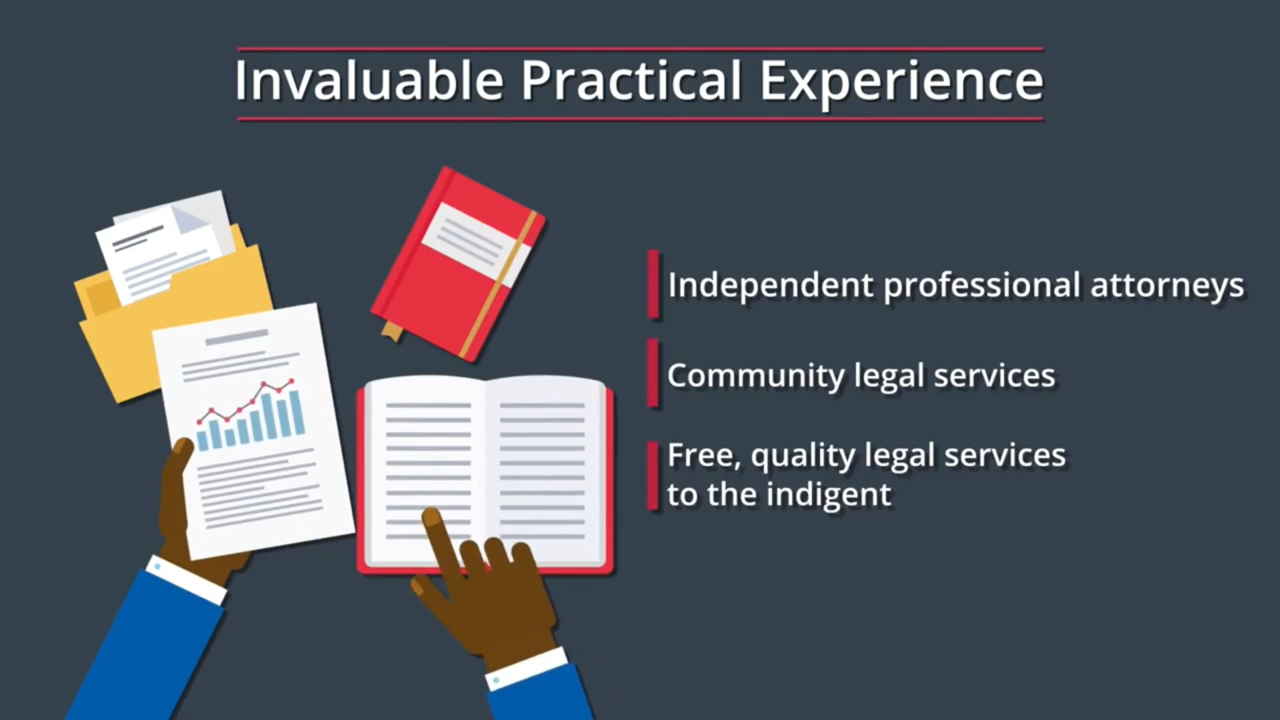 Invaluable Practical Experience
Independent professional attorneys
Community legal services
Free, quality legal services
to the indigent